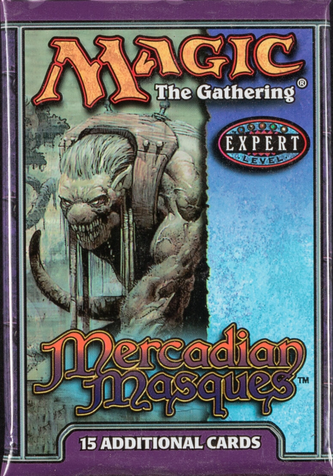 MAGIC
The Gathering®
EXPERT
LEVEL
Mercadian
Masques™
15 ADDITIONAL CARDS